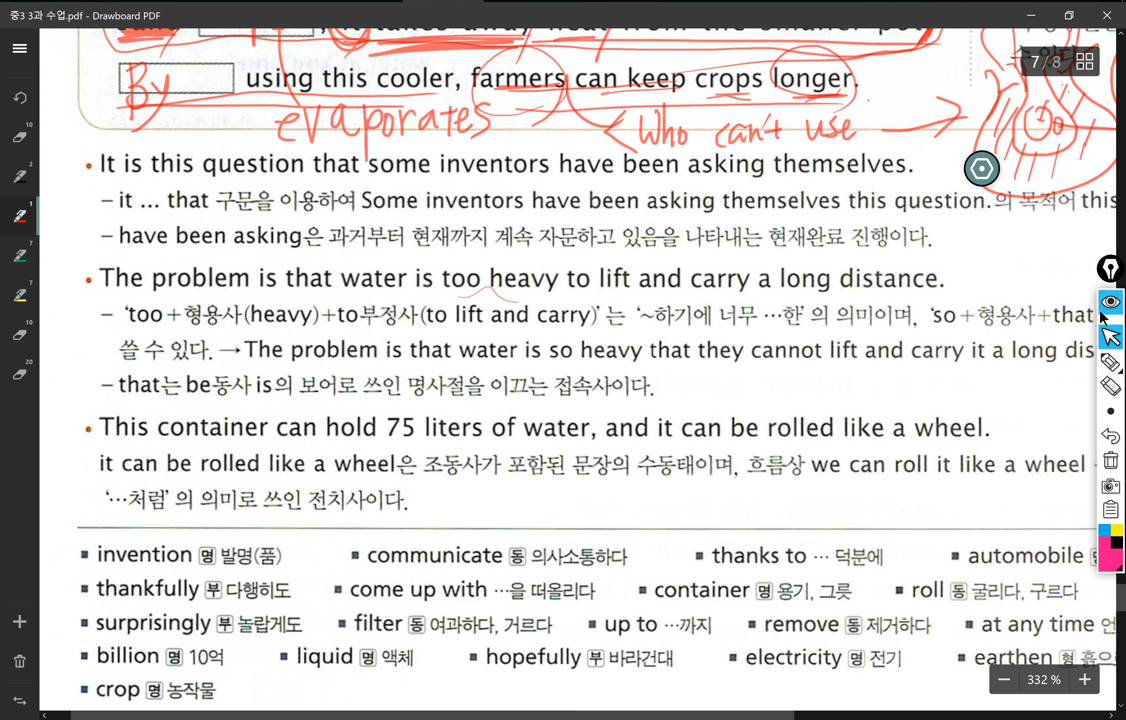 중3 3과 수업.pdf - Drawboard PDF
7 / 8
takes away heat from the smaller pot
By using this cooler, farmers can keep crops longer.
evaporates
who can't use
• It is this question that some inventors have been asking themselves.
– it ... that 구문을 이용하여 Some inventors have been asking themselves this question.의 목적어 this
– have been asking은 과거부터 현재까지 계속 자문하고 있음을 나타내는 현재완료 진행이다.
• The problem is that water is too heavy to lift and carry a long distance.
– ‘too+형용사(heavy)+to부정사(to lift and carry)’는 ‘~하기에 너무 …한’의 의미이며, ‘so+형용사+that
쓸 수 있다. → The problem is that water is so heavy that they cannot lift and carry it a long dis
– that는 be동사 is의 보어로 쓰인 명사절을 이끄는 접속사이다.
• This container can hold 75 liters of water, and it can be rolled like a wheel.
it can be rolled like a wheel은 조동사가 포함된 문장의 수동태이며, 흐름상 we can roll it like a wheel
‘…처럼’의 의미로 쓰인 전치사이다.
▪ invention 명 발명(품) ▪ communicate 동 의사소통하다 ▪ thanks to … 덕분에 ▪ automobile
▪ thankfully 부 다행히도 ▪ come up with …을 떠올리다 ▪ container 명 용기, 그릇 ▪ roll 동 굴리다, 구르다
▪ surprisingly 부 놀랍게도 ▪ filter 동 여과하다, 거르다 ▪ up to …까지 ▪ remove 동 제거하다 ▪ at any time 언
▪ billion 명 10억 ▪ liquid 명 액체 ▪ hopefully 부 바라건대 ▪ electricity 명 전기 ▪ earthen 형 흙으
▪ crop 명 농작물
332 %